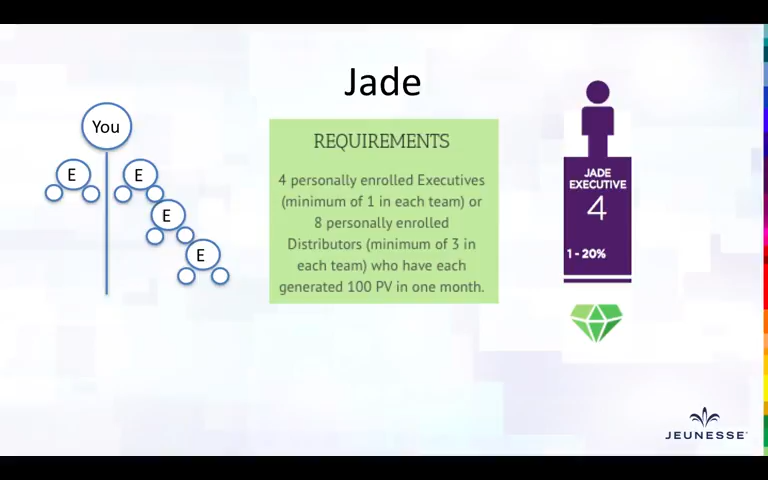 Jade
You
E
E
E
E
REQUIREMENTS
4 personally enrolled Executives
(minimum of 1 in each team) or
8 personally enrolled
Distributors (minimum of 3 in
each team) who have each
generated 100 PV in one month.
JADE
EXECUTIVE
4
1 - 20%
JEUNESSE